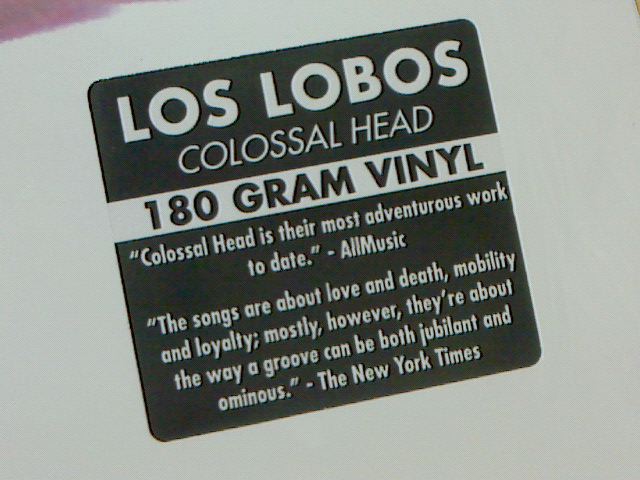 LOS LOBOS
COLOSSAL HEAD
180 GRAM VINYL
"Colossal Head is their most adventurous work
to date." - AllMusic
"The songs are about love and death, mobility
and loyalty; mostly, however, they're about
the way a groove can be both jubilant and
ominous." - The New York Times